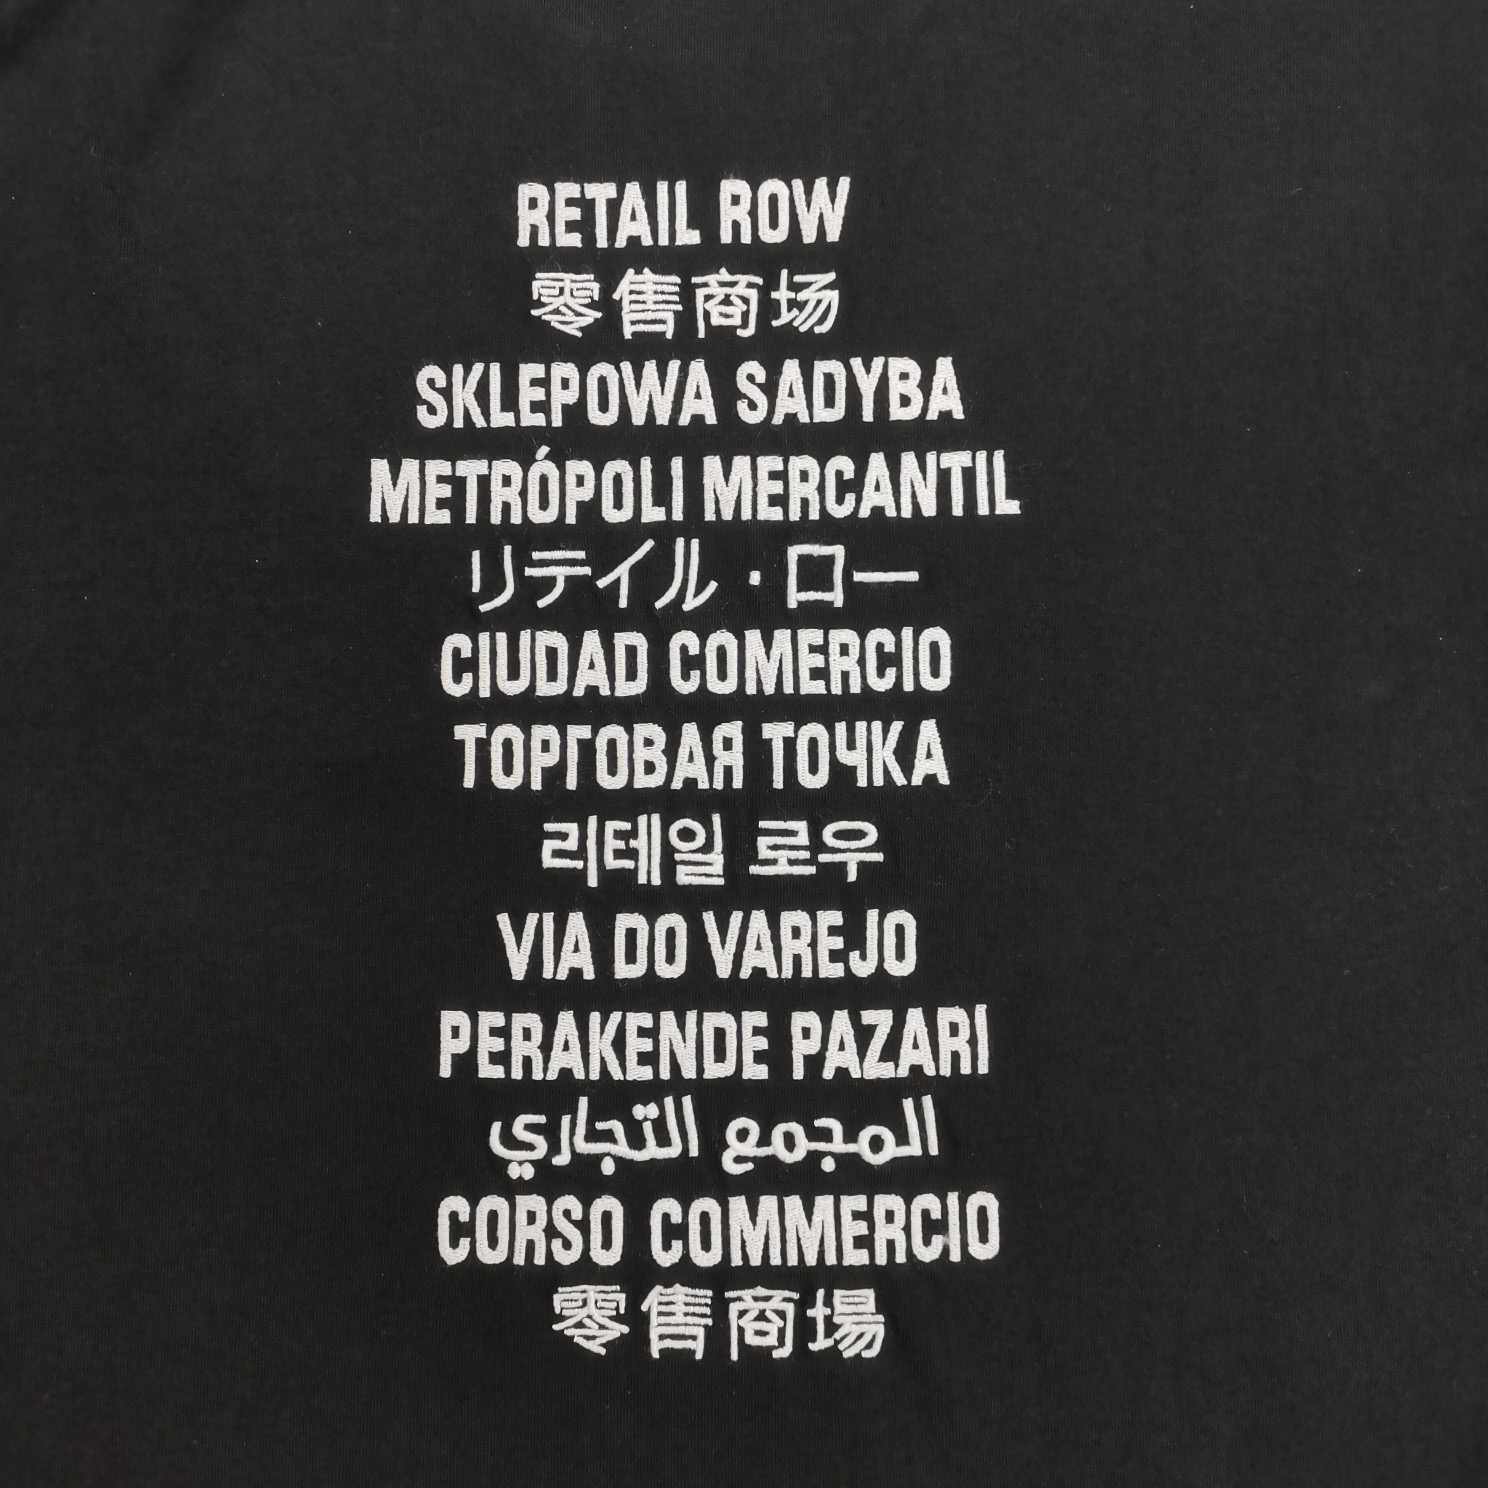 RETAIL ROW
零售商场
SKLEPOWA SADYBA
METRÓPOLI MERCANTIL
リテイル・ロー
CIUDAD COMERCIO
ТОРГОВАЯ ТОЧКА
리테일 로우
VIA DO VAREJO
PERAKENDE PAZARI
المجمع التجاري
CORSO COMMERCIO
零售商場